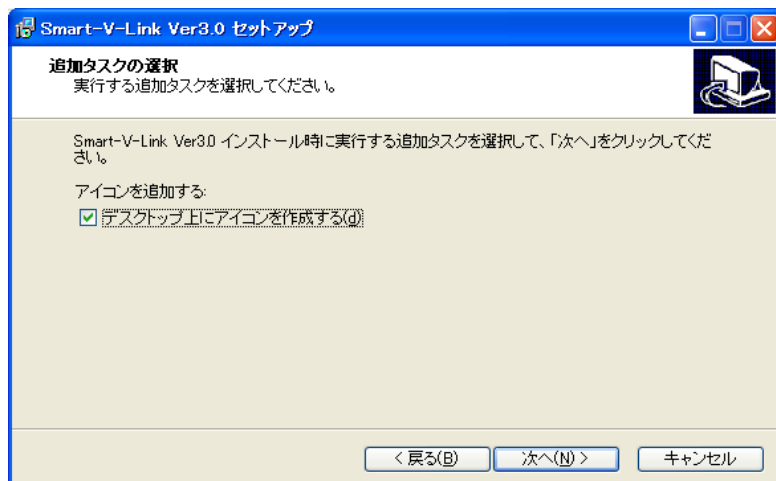 Smart-V-Link Ver3.0 セットアップ
追加タスクの選択
実行する追加タスクを選択してください。
Smart-V-Link Ver3.0 インストール時に実行する追加タスクを選択して、「次へ」をクリックしてくだ
さい。
アイコンを追加する:
デスクトップ上にアイコンを作成する(d)
< 戻る(B)
次へ(N) >
キャンセル